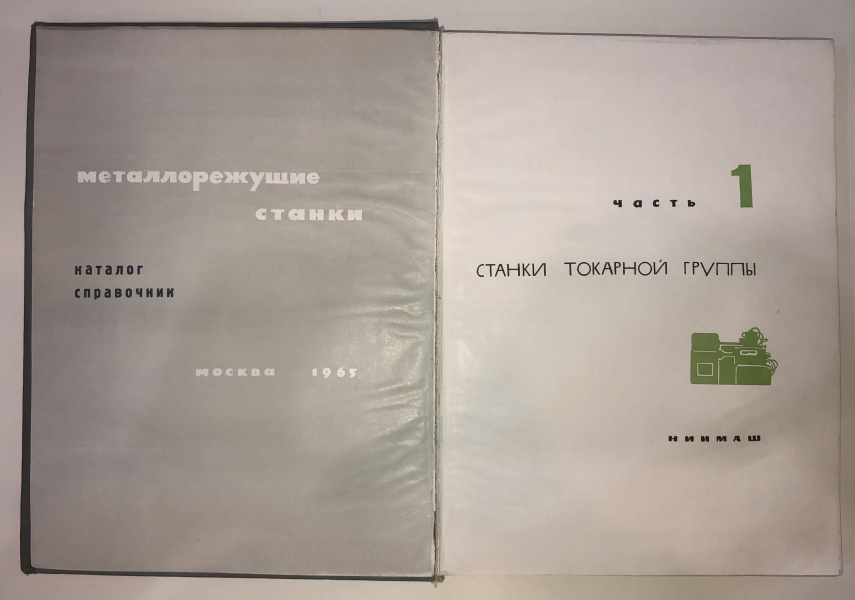 металлорежущие
станки
каталог
справочник
москва 1965
часть 1
СТАНКИ ТОКАРНОЙ ГРУППЫ
НИИМАШ